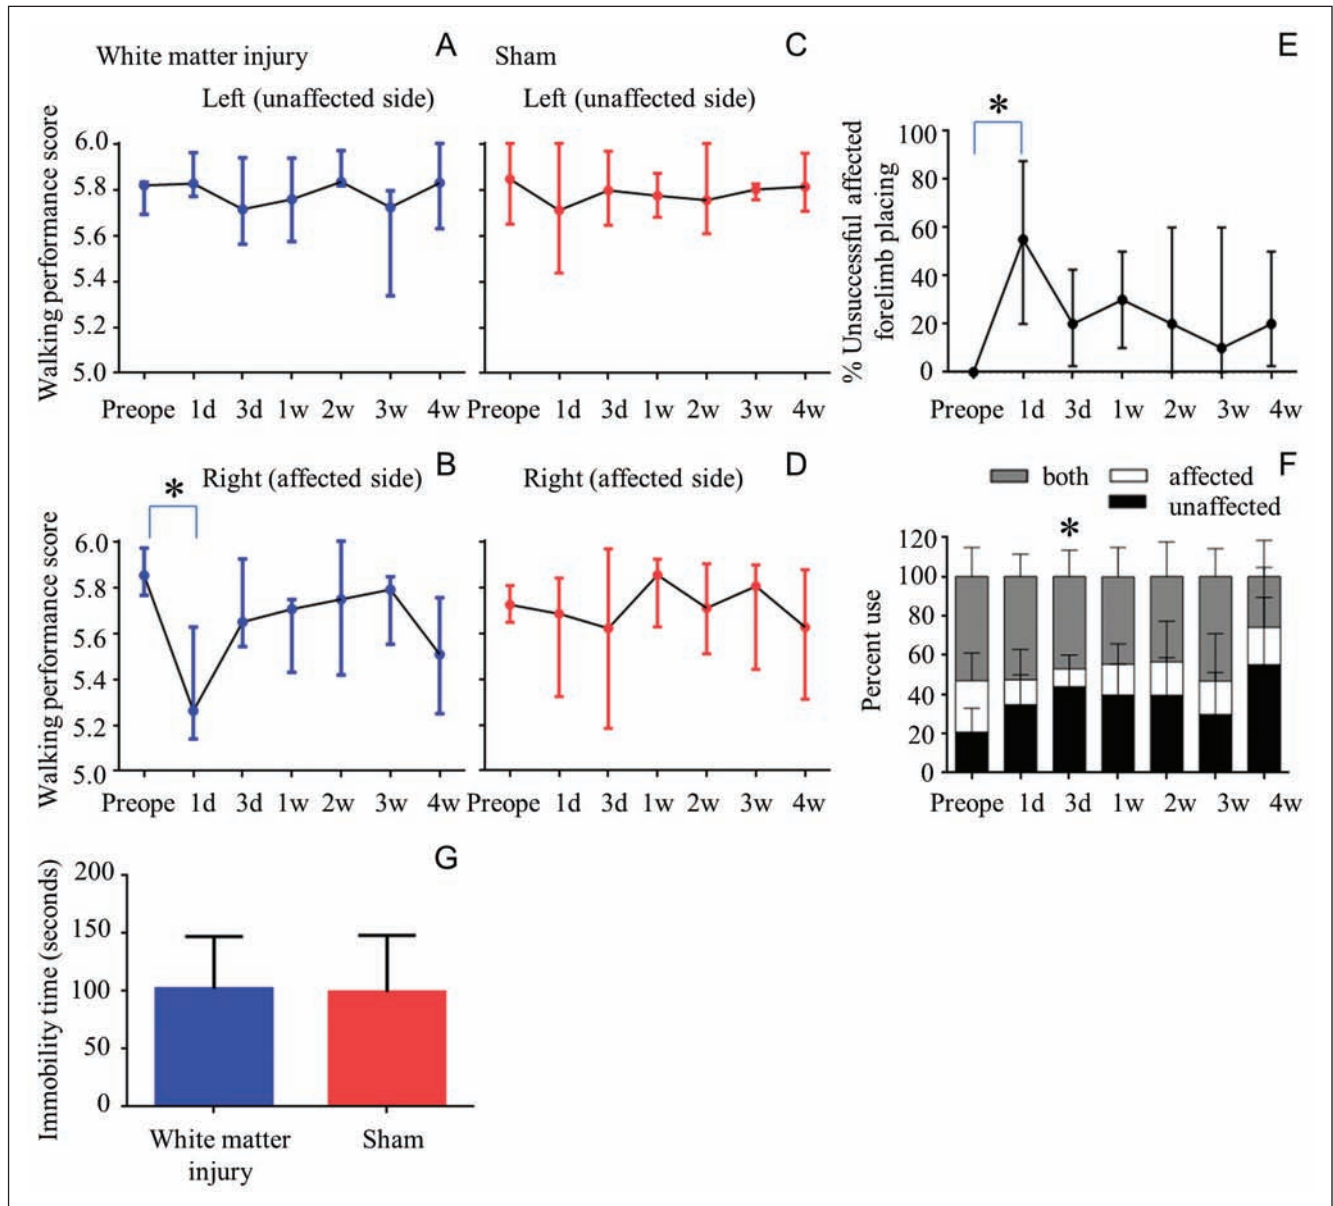 A
White matter injury
Left (unaffected side)
Walking performance score
6.0
5.8
5.6
5.4
5.2
5.0
Preope 1d 3d 1w 2w 3w 4w
C
Sham
Left (unaffected side)
Preope 1d 3d 1w 2w 3w 4w
E
*
% Unsuccessful affected
forelimb placing
100
80
60
40
20
0
Preope 1d 3d 1w 2w 3w 4w
B
Right (affected side)
*
Walking performance score
6.0
5.8
5.6
5.4
5.2
5.0
Preope 1d 3d 1w 2w 3w 4w
D
Right (affected side)
Preope 1d 3d 1w 2w 3w 4w
F
both affected
unaffected
*
Percent use
120
100
80
60
40
20
0
Preope 1d 3d 1w 2w 3w 4w
G
Immobility time (seconds)
200
150
100
50
0
White matter
injury
Sham